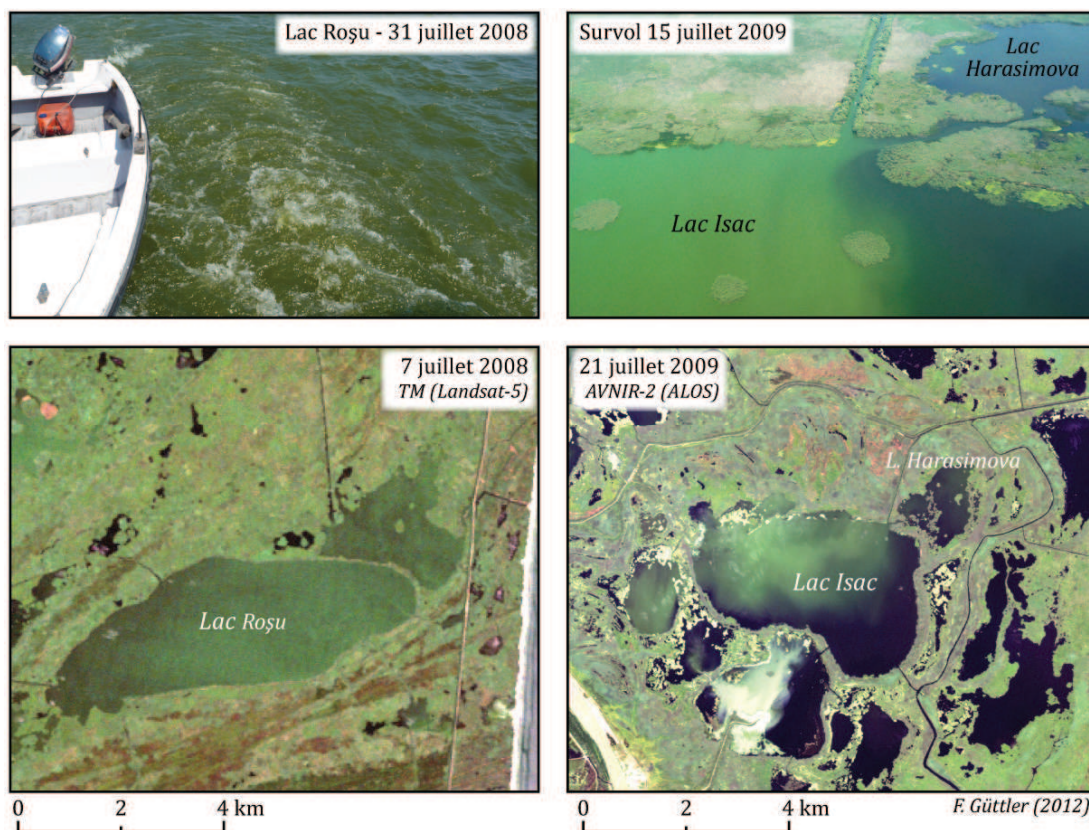 Lac Roşu - 31 juillet 2008
Survol 15 juillet 2009
Lac
Harasimova
Lac Isac
7 juillet 2008
TM (Landsat-5)
Lac Roşu
21 juillet 2009
AVNIR-2 (ALOS)
L. Harasimova
Lac Isac
0 2 4 km
0 2 4 km
F. Güttler (2012)